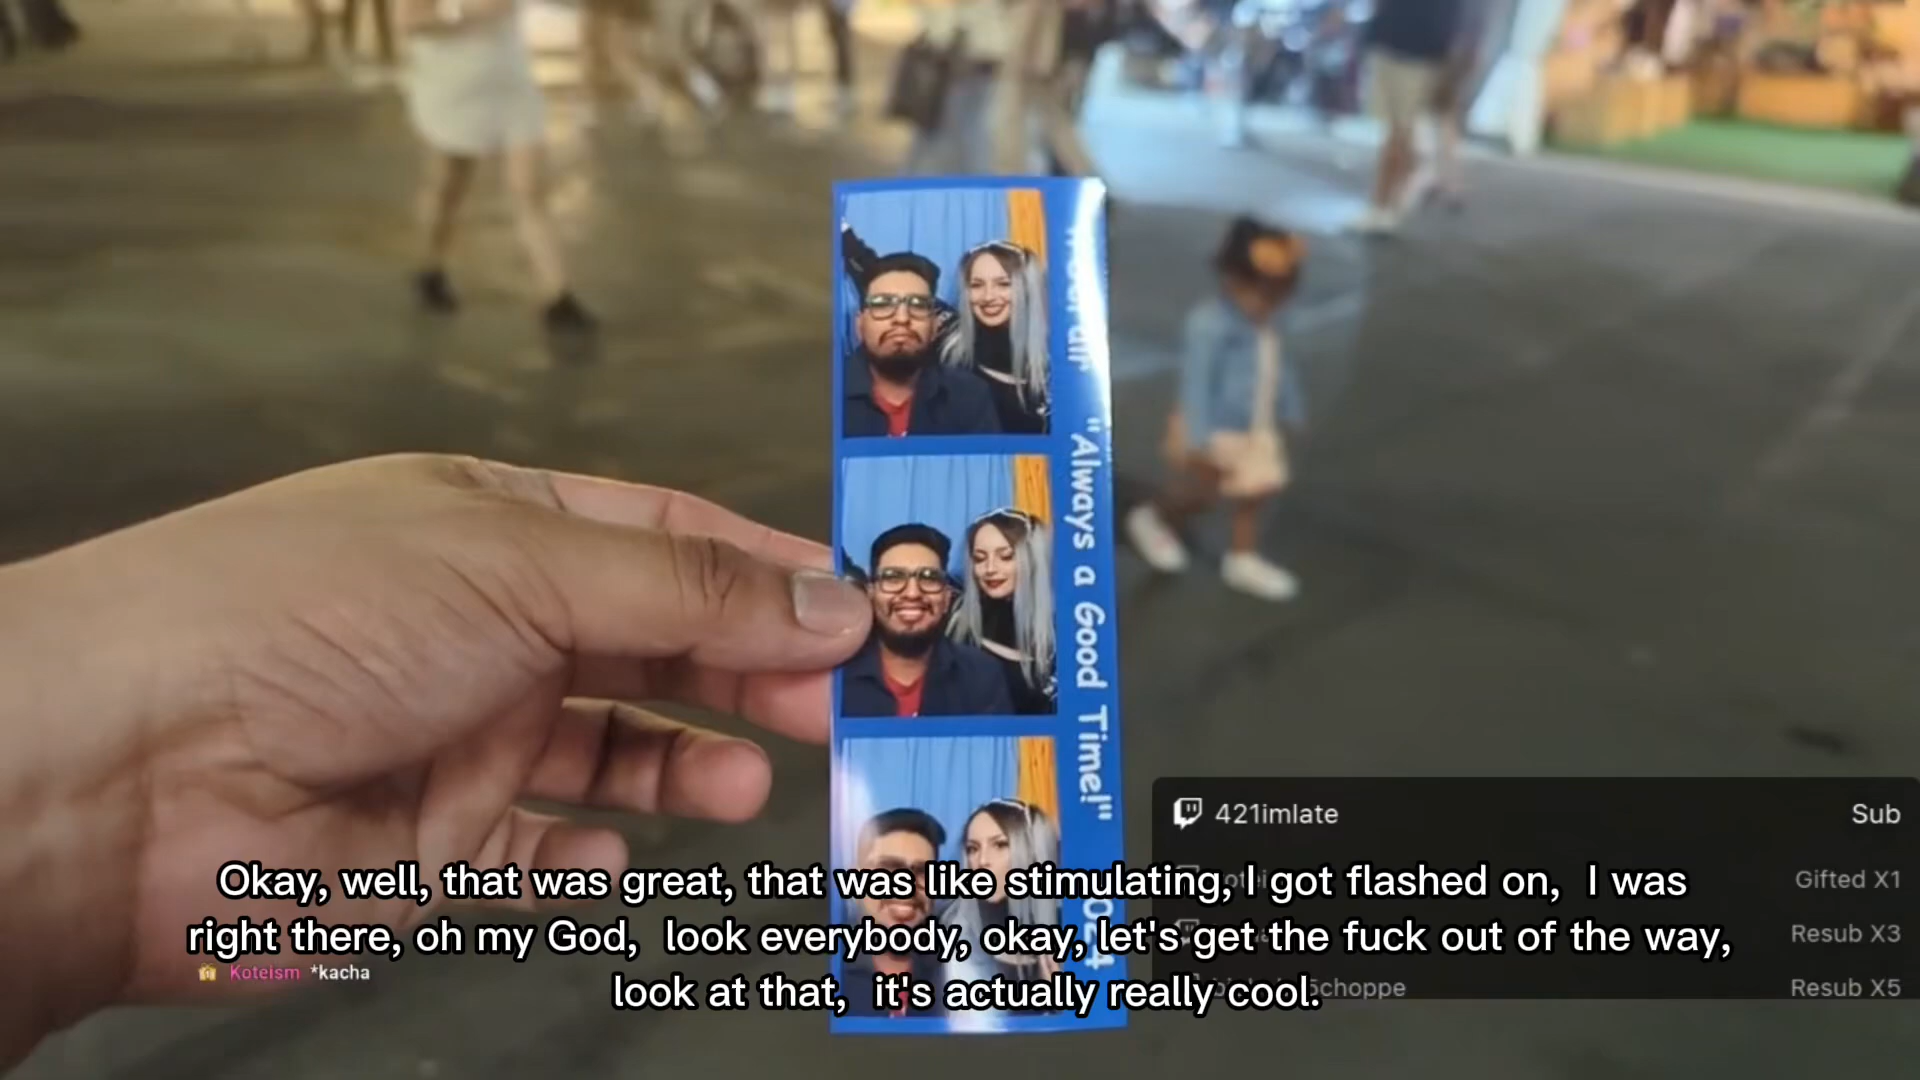 "Always a Good Time!"
421imlate Sub
Gifted X1
Resub X3
5choppe Resub X5
Okay, well, that was great, that was like stimulating, I got flashed on, I was
right there, oh my God, look everybody, okay, let's get the fuck out of the way,
look at that, it's actually really cool.
Koteism *kacha